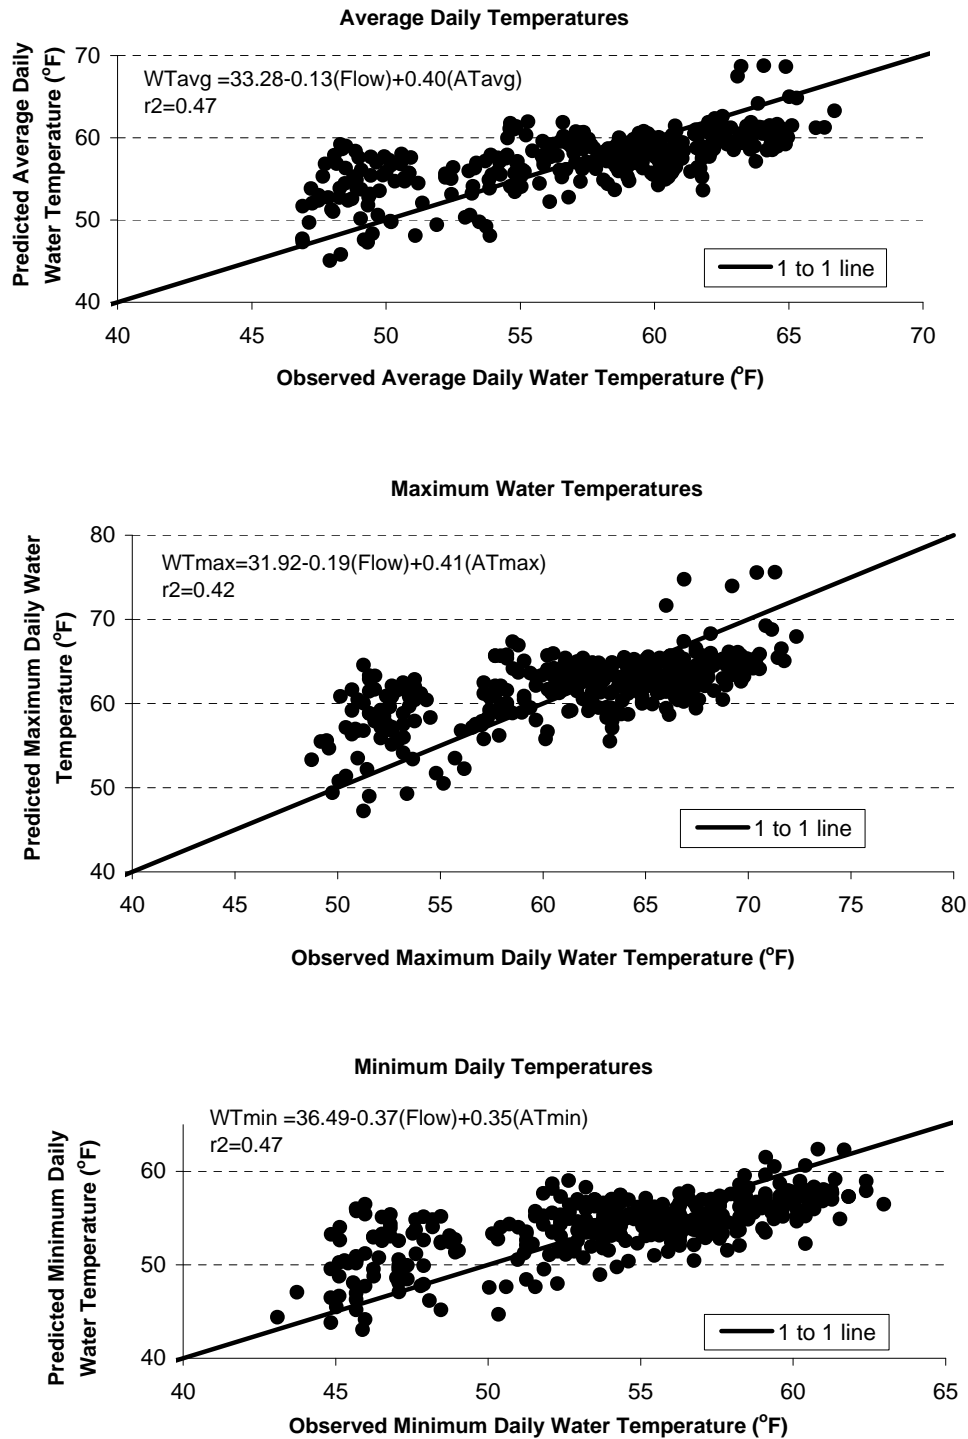 Average Daily Temperatures
Predicted Average Daily
Water Temperature (°F)
70
60
50
40
WTavg =33.28-0.13(Flow)+0.40(ATavg)
r2=0.47
1 to 1 line
40 45 50 55 60 65 70
Observed Average Daily Water Temperature (°F)
Maximum Water Temperatures
Predicted Maximum Daily Water
Temperature (°F)
80
70
60
50
40
WTmax=31.92-0.19(Flow)+0.41(ATmax)
r2=0.42
1 to 1 line
40 45 50 55 60 65 70 75 80
Observed Maximum Daily Water Temperature (°F)
Minimum Daily Temperatures
Predicted Minimum Daily
Water Temperature (°F)
WTmin =36.49-0.37(Flow)+0.35(ATmin)
r2=0.47
60
50
40
1 to 1 line
40 45 50 55 60 65
Observed Minimum Daily Water Temperature (°F)